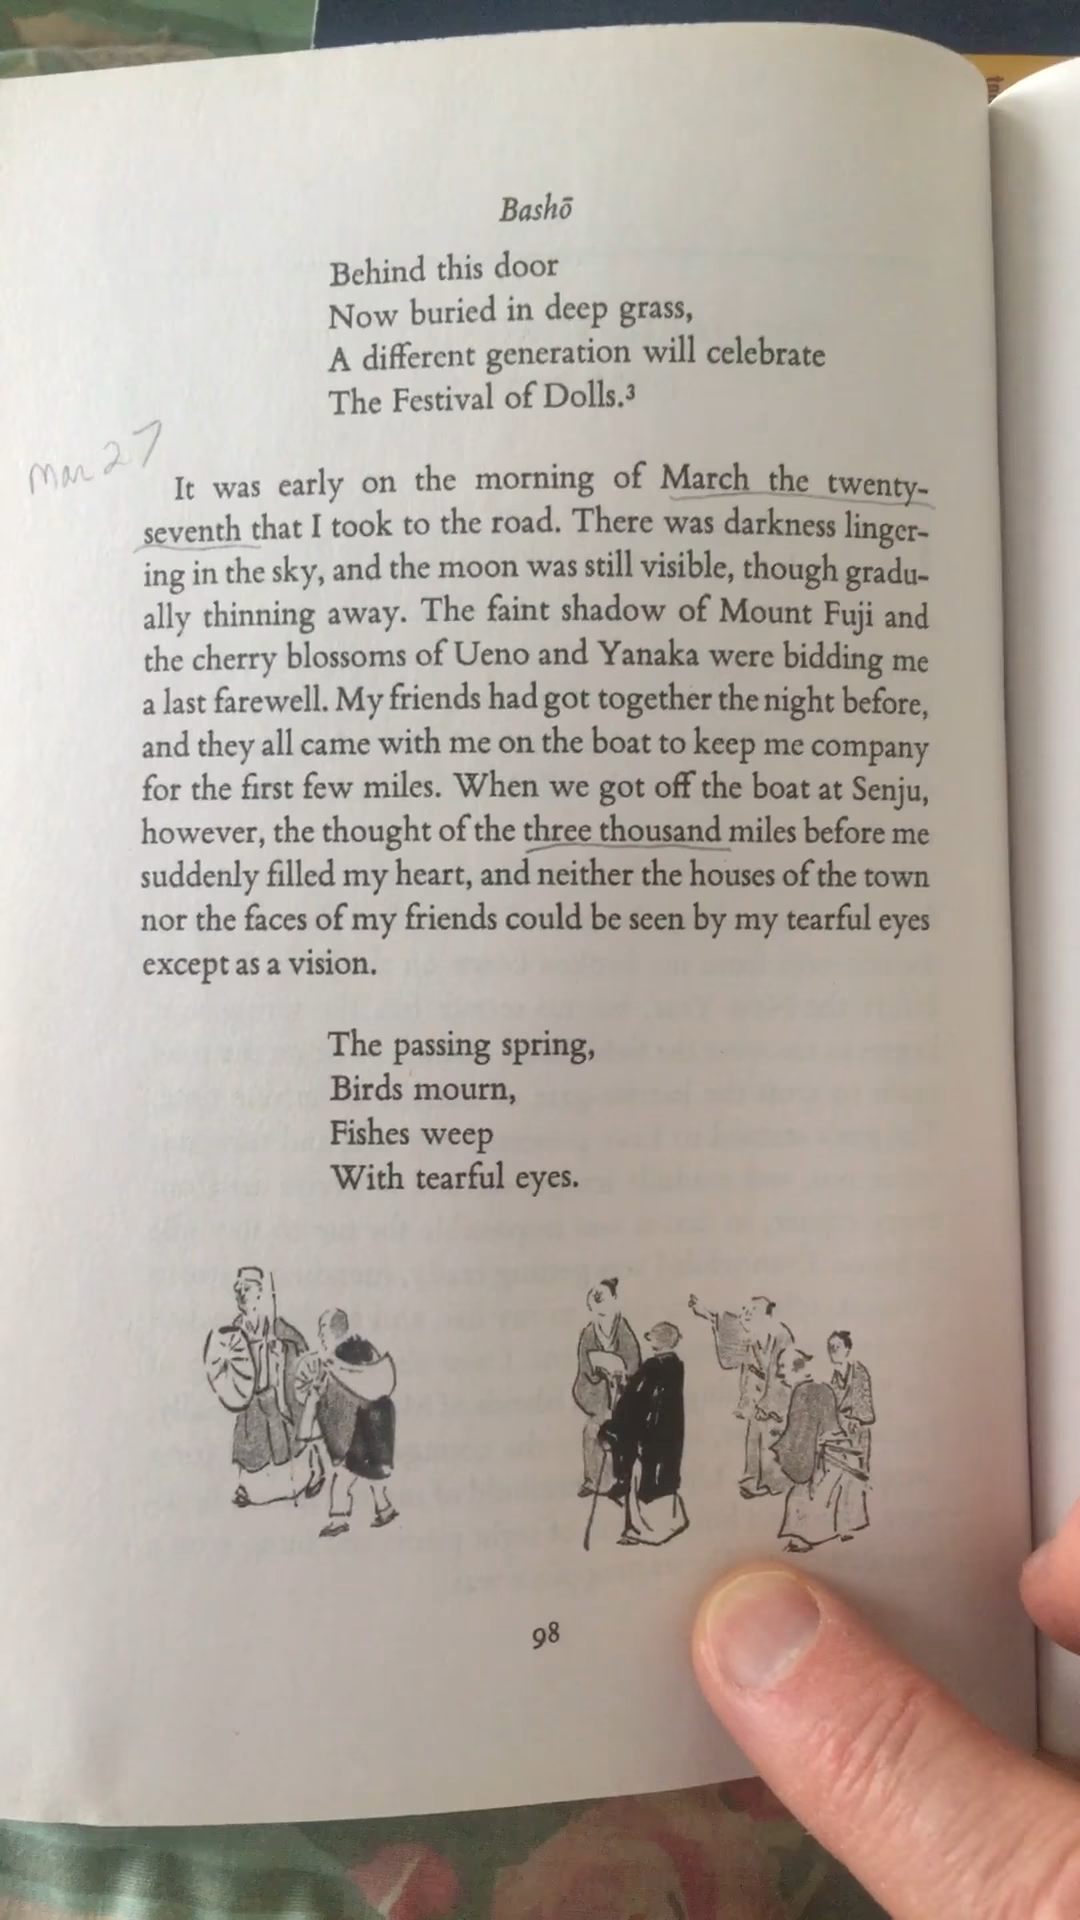 Bashō
Behind this door
Now buried in deep grass,
A different generation will celebrate
The Festival of Dolls.³
Mar 27
It was early on the morning of March the twenty-
seventh that I took to the road. There was darkness linger-
ing in the sky, and the moon was still visible, though gradu-
ally thinning away. The faint shadow of Mount Fuji and
the cherry blossoms of Ueno and Yanaka were bidding me
a last farewell. My friends had got together the night before,
and they all came with me on the boat to keep me company
for the first few miles. When we got off the boat at Senju,
however, the thought of the three thousand miles before me
suddenly filled my heart, and neither the houses of the town
nor the faces of my friends could be seen by my tearful eyes
except as a vision.
The passing spring,
Birds mourn,
Fishes weep
With tearful eyes.
98